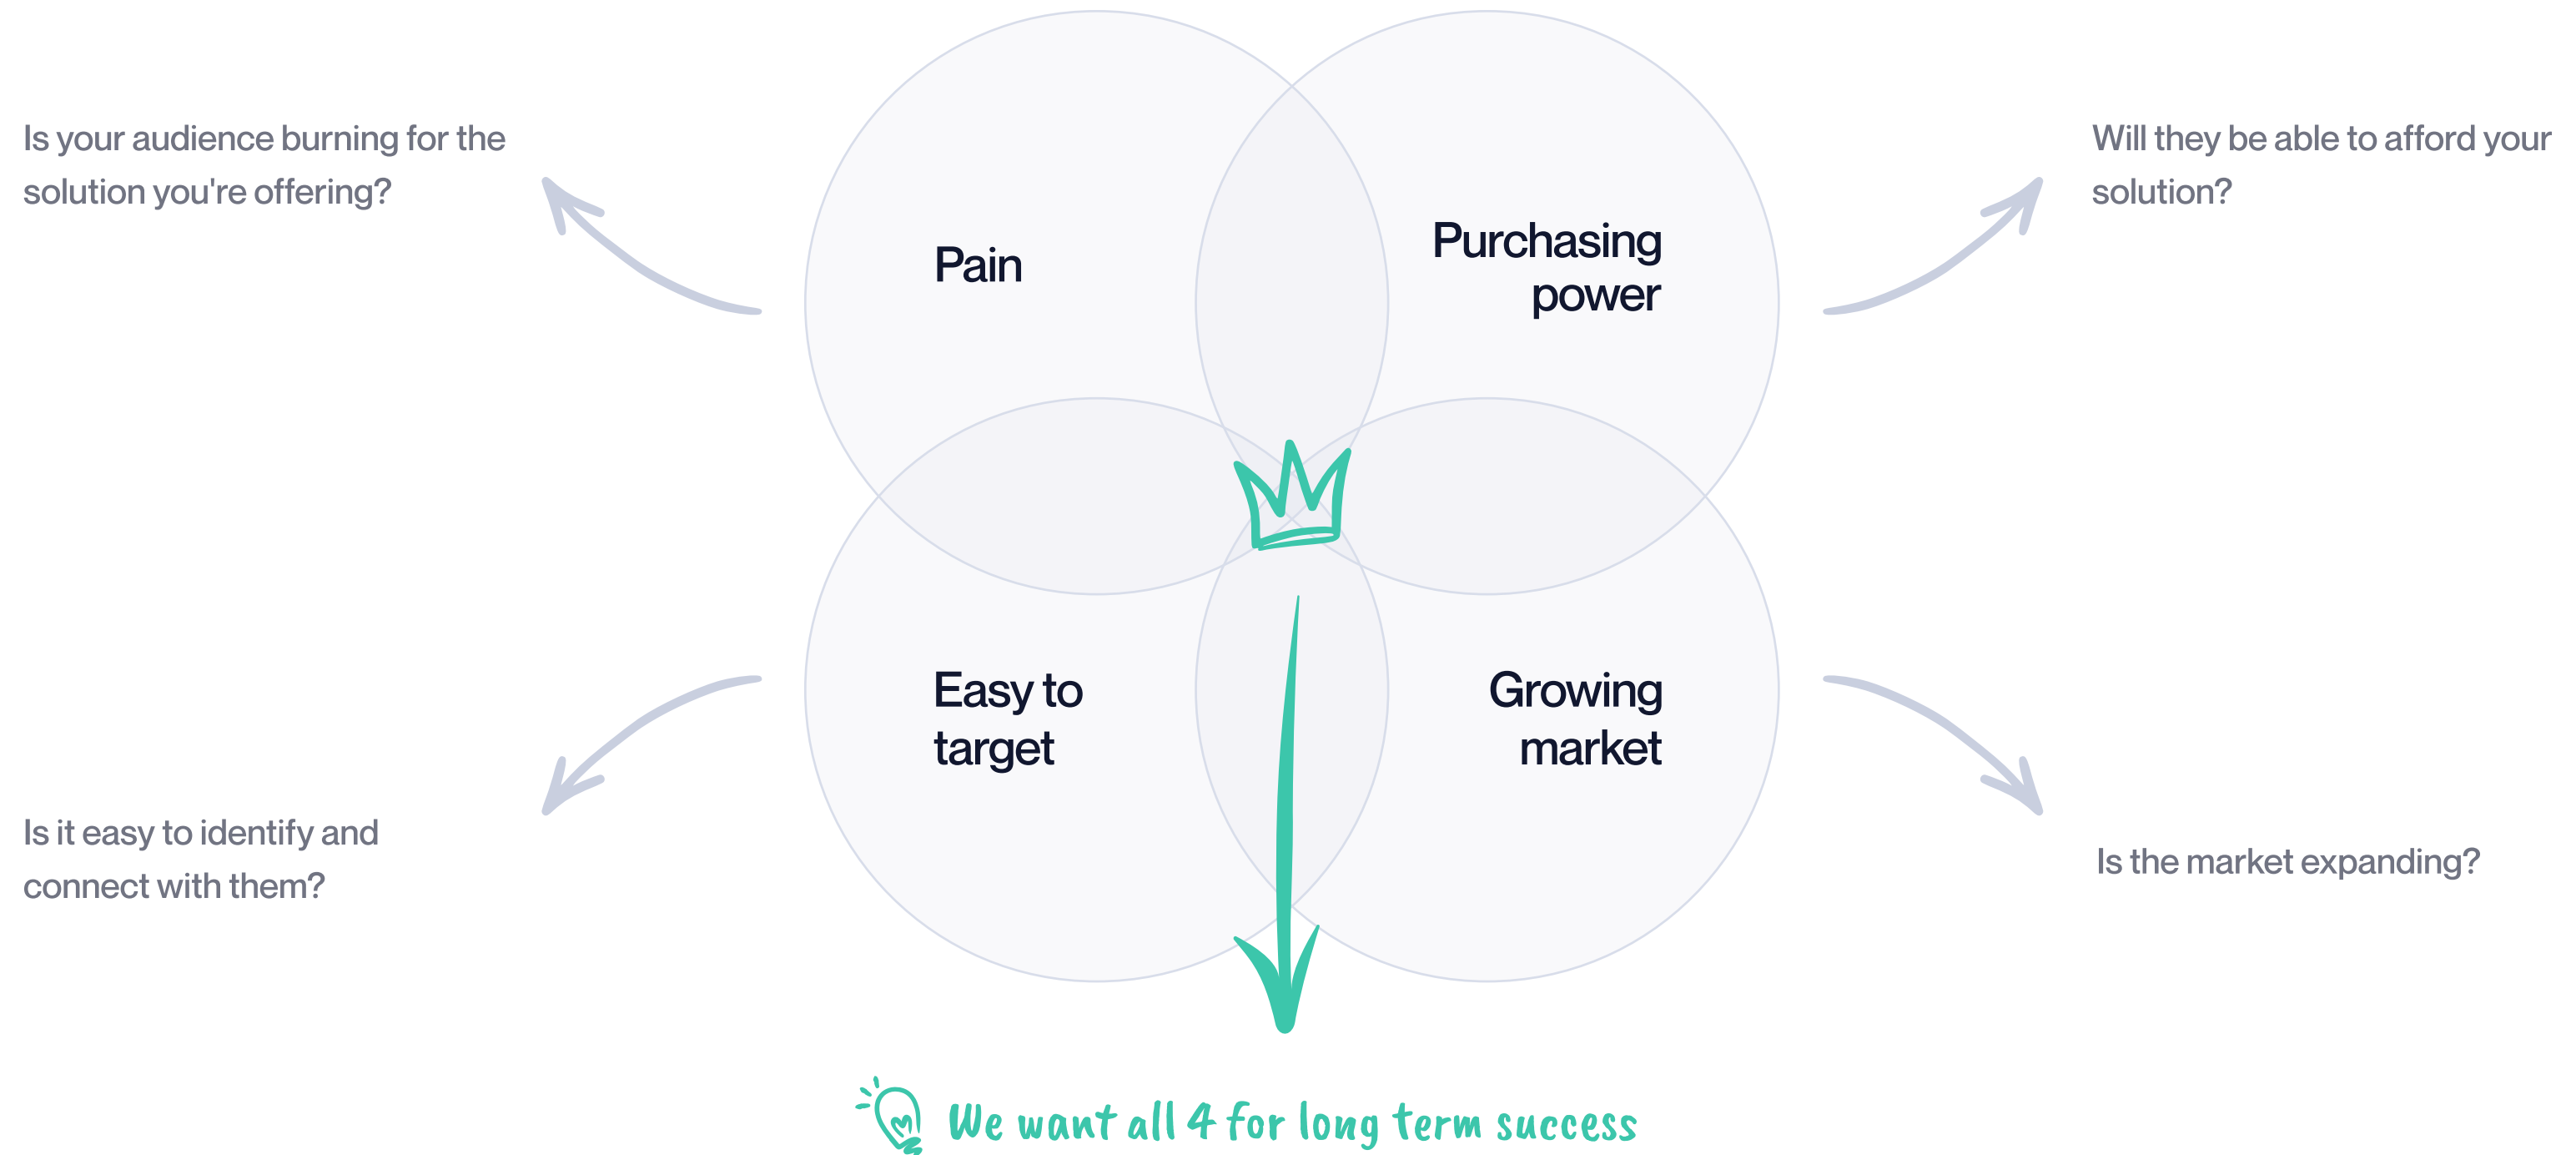 Is your audience burning for the
solution you're offering?
Pain
Purchasing
power
Will they be able to afford your
solution?
Is it easy to identify and
connect with them?
Easy to
target
Growing
market
Is the market expanding?
We want all 4 for long term success